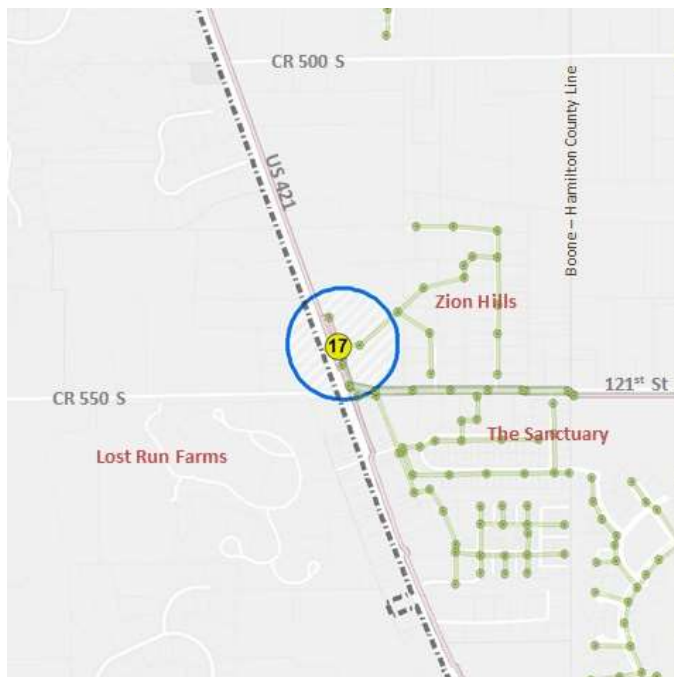 CR 500 S
Boone – Hamilton County Line
US 421
Zion Hills
17
121st St
CR 550 S
The Sanctuary
Lost Run Farms